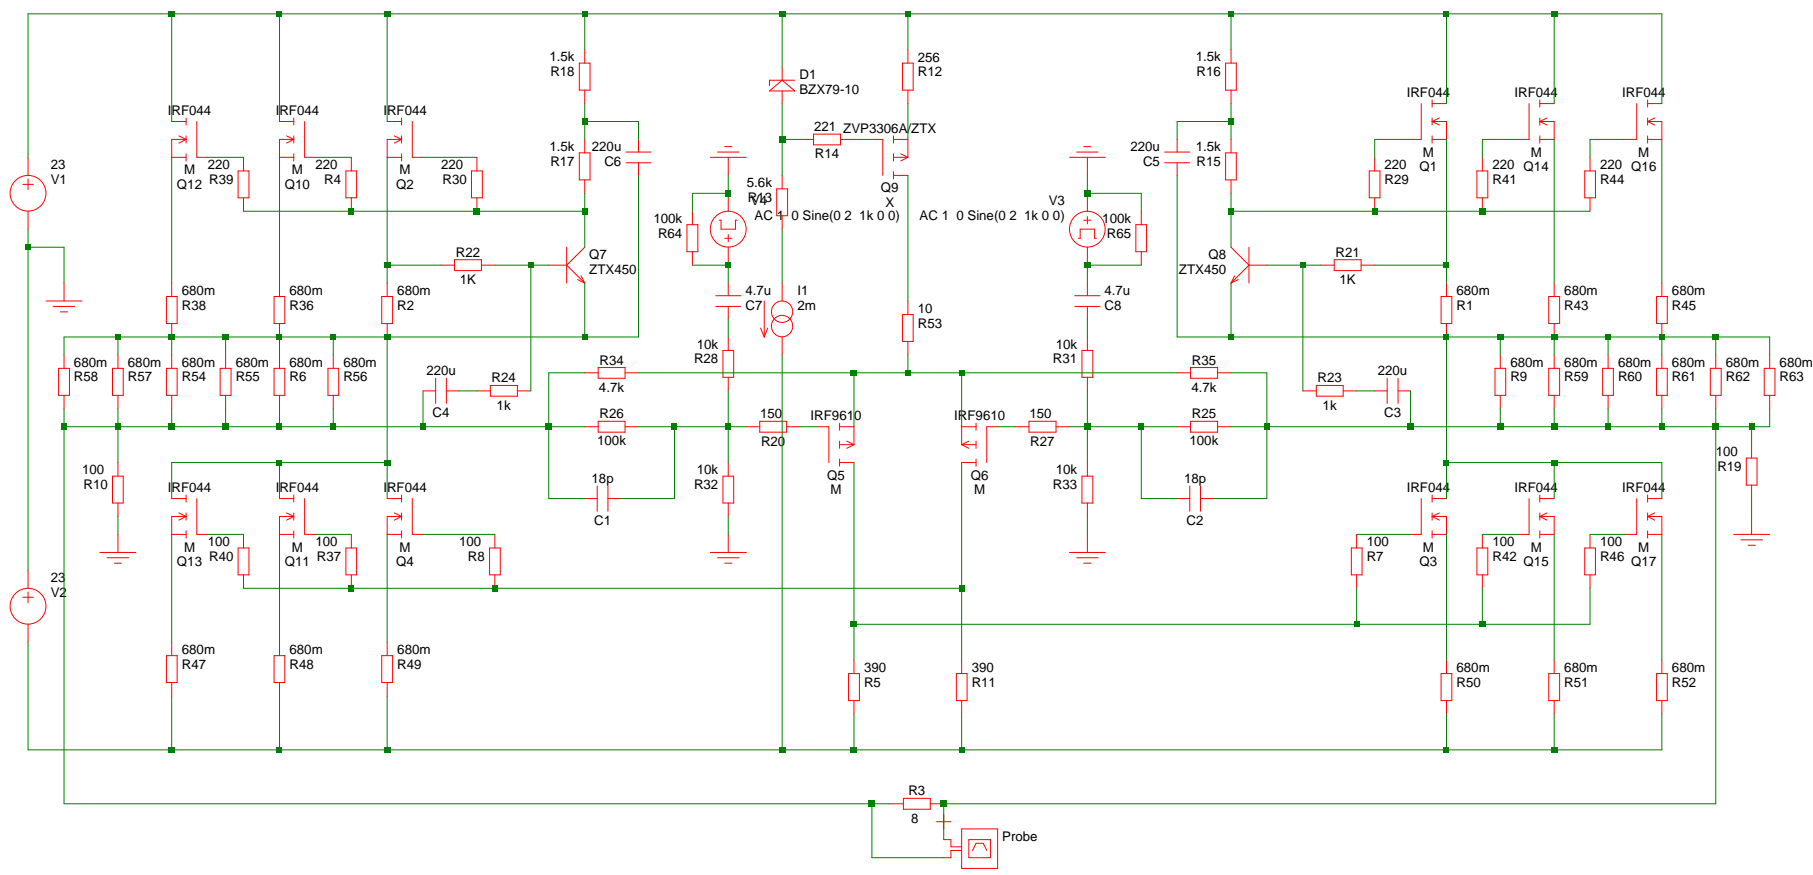 1.5k
R18
D1
BZX79-10
256
R12
1.5k
R16
IRF044
IRF044
IRF044
IRF044
IRF044
IRF044
23
V1
M
Q12
220
R39
M
Q10
220
R4
M
Q2
220
R30
1.5k
R17
220u
C6
221
R14
ZVP3306A/ZTX
Q9
X
220u
C5
1.5k
R15
220
R29
M
Q1
220
R41
M
Q14
220
R44
M
Q16
5.6k
R13
V4
AC 1 0 Sine(0 2 1k 0 0)
100k
R64
AC 1 0 Sine(0 2 1k 0 0)
V3
100k
R65
R22
1K
Q7
ZTX450
Q8
ZTX450
R21
1K
680m
R38
680m
R36
680m
R2
4.7u
C7
I1
2m
10
R53
4.7u
C8
680m
R1
680m
R43
680m
R45
680m
R58
680m
R57
680m
R54
680m
R55
680m
R6
680m
R56
220u
C4
R24
1k
R34
4.7k
10k
R28
10k
R31
R35
4.7k
R23
1k
220u
C3
680m
R9
680m
R59
680m
R60
680m
R61
680m
R62
680m
R63
R26
100k
150
R20
IRF9610
Q5
M
IRF9610
Q6
M
150
R27
R25
100k
100
R10
18p
C1
10k
R32
10k
R33
18p
C2
100
R19
IRF044
IRF044
IRF044
IRF044
IRF044
IRF044
M
Q13
100
R40
M
Q11
100
R37
M
Q4
100
R8
100
R7
M
Q3
100
R42
M
Q15
100
R46
M
Q17
23
V2
680m
R47
680m
R48
680m
R49
390
R5
390
R11
680m
R50
680m
R51
680m
R52
R3
8
Probe